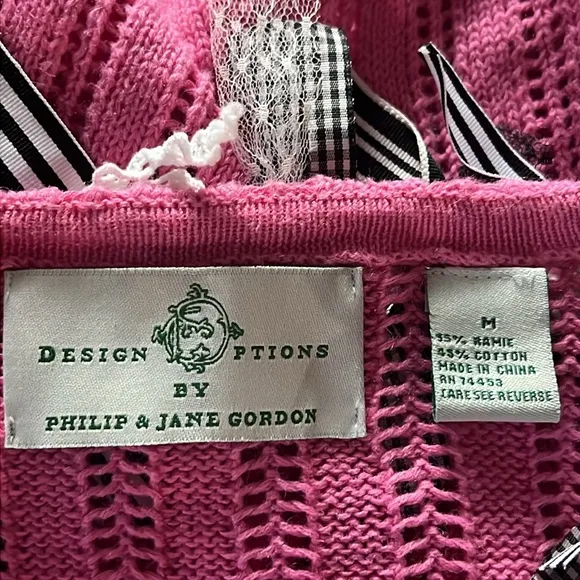 DESIGN OPTIONS
BY
PHILIP & JANE GORDON
M
55% RAMIE
45% COTTON
MADE IN CHINA
RN 74453
CARE SEE REVERSE